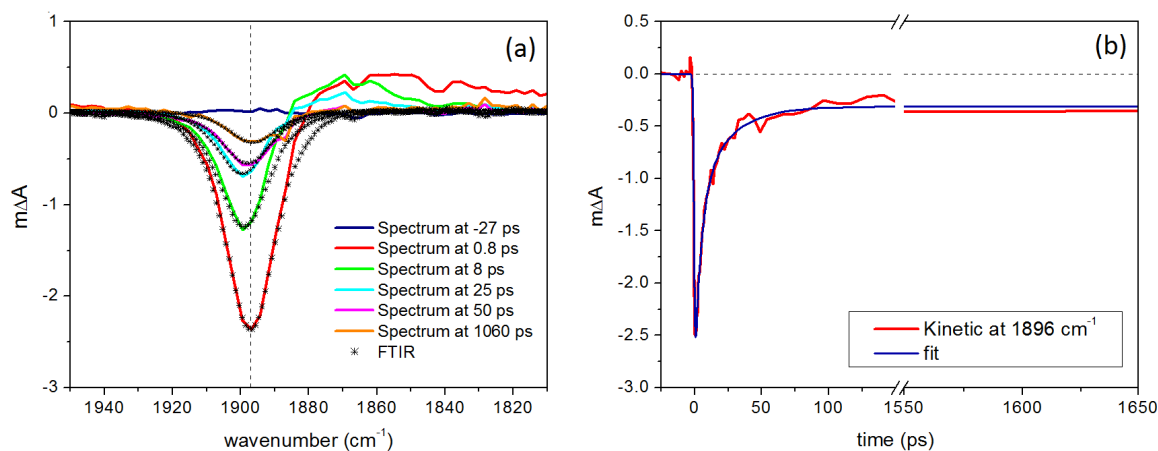 (a)
mΔA
1
0
-1
-2
-3
Spectrum at -27 ps
Spectrum at 0.8 ps
Spectrum at 8 ps
Spectrum at 25 ps
Spectrum at 50 ps
Spectrum at 1060 ps
FTIR
1940 1920 1900 1880 1860 1840 1820
wavenumber (cm-1)
(b)
mΔA
0.5
0.0
-0.5
-1.0
-1.5
-2.0
-2.5
-3.0
Kinetic at 1896 cm-1
fit
0 50 100 1550 1600 1650
time (ps)